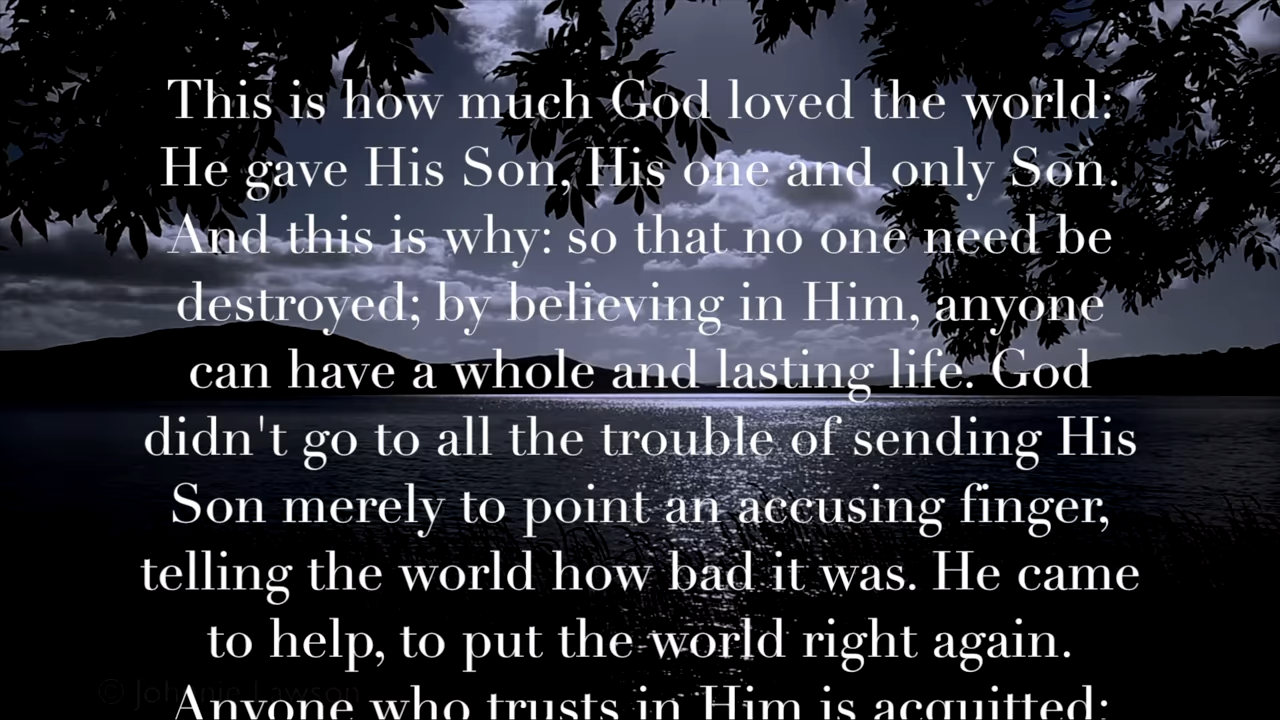 This is how much God loved the world:
He gave His Son, His one and only Son.
And this is why: so that no one need be
destroyed; by believing in Him, anyone
can have a whole and lasting life. God
didn't go to all the trouble of sending His
Son merely to point an accusing finger,
telling the world how bad it was. He came
to help, to put the world right again.
Anyone who trusts in Him is acquitted;
© Johnnie Lawson